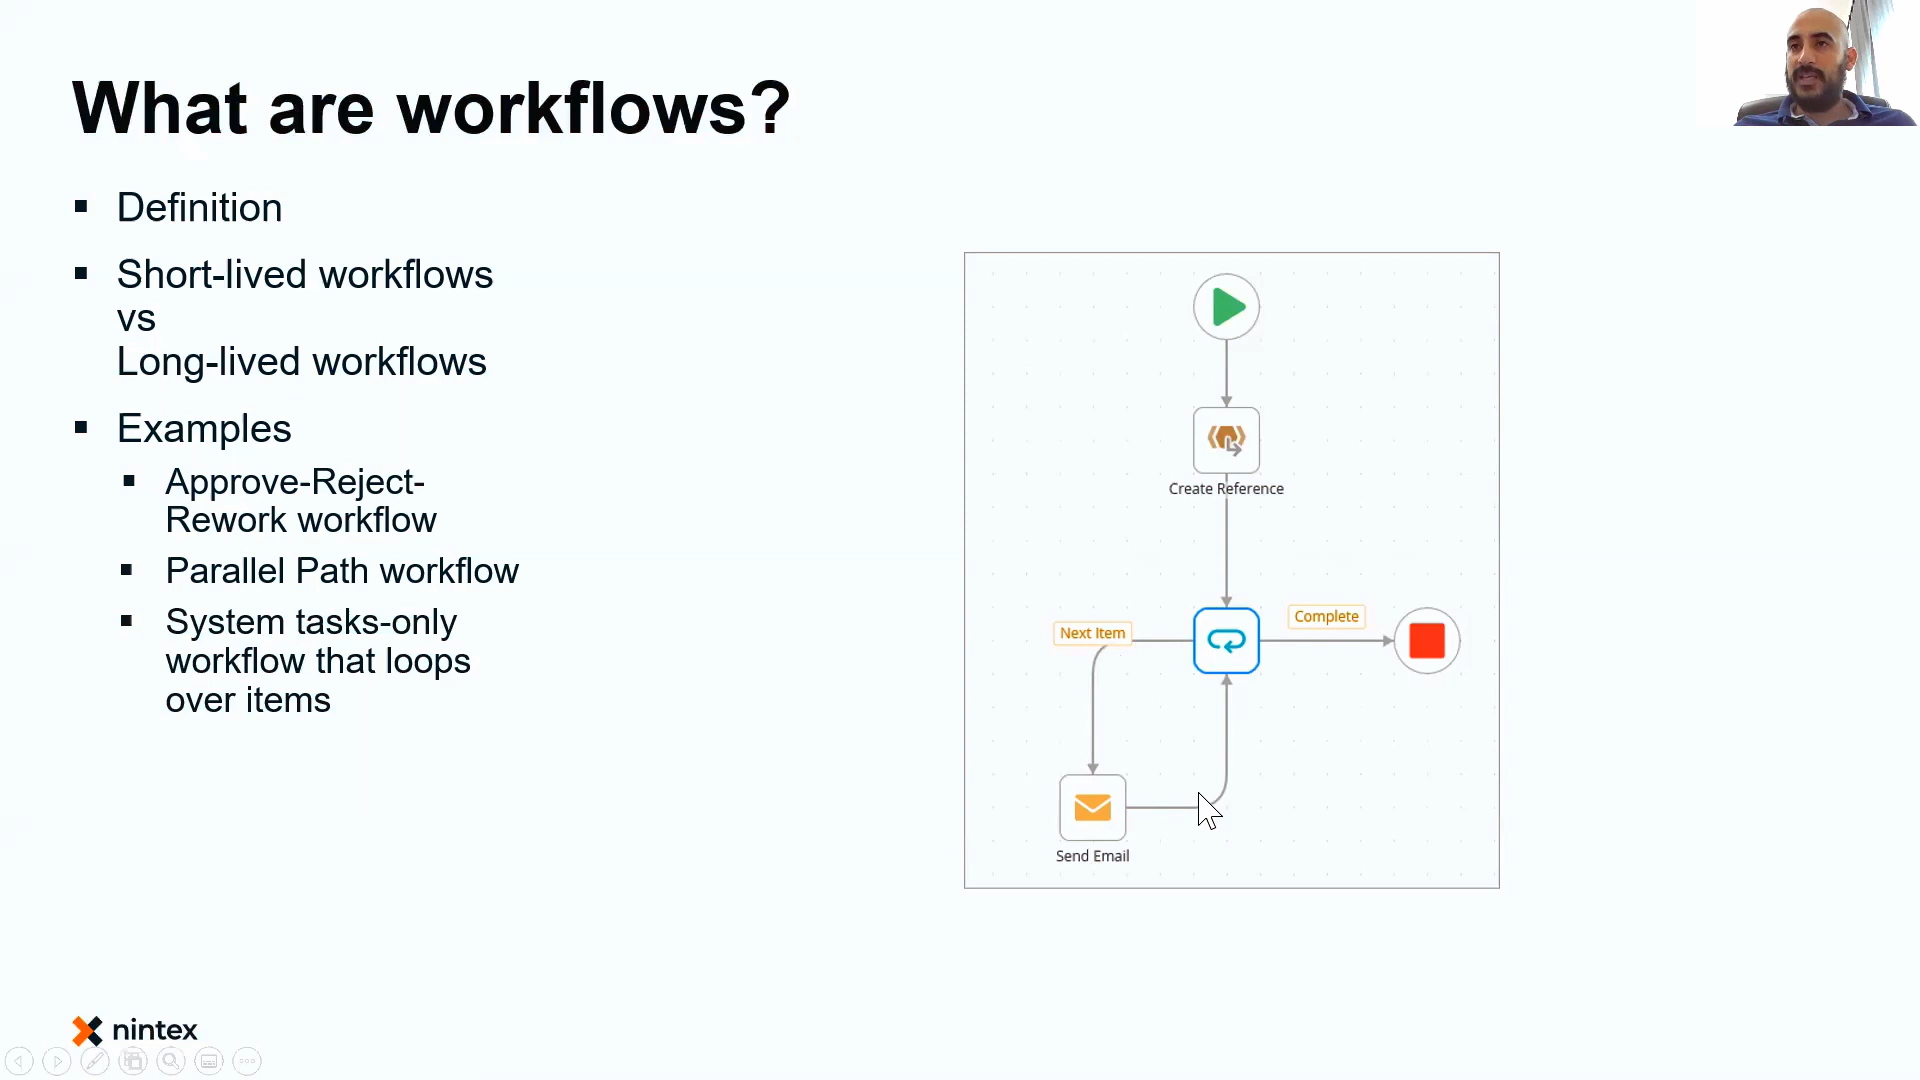 What are workflows?
Definition
Short-lived workflows
vs
Long-lived workflows
Examples
Approve-Reject-
Rework workflow
Parallel Path workflow
System tasks-only
workflow that loops
over items
Create Reference
Next Item
Complete
Send Email
nintex